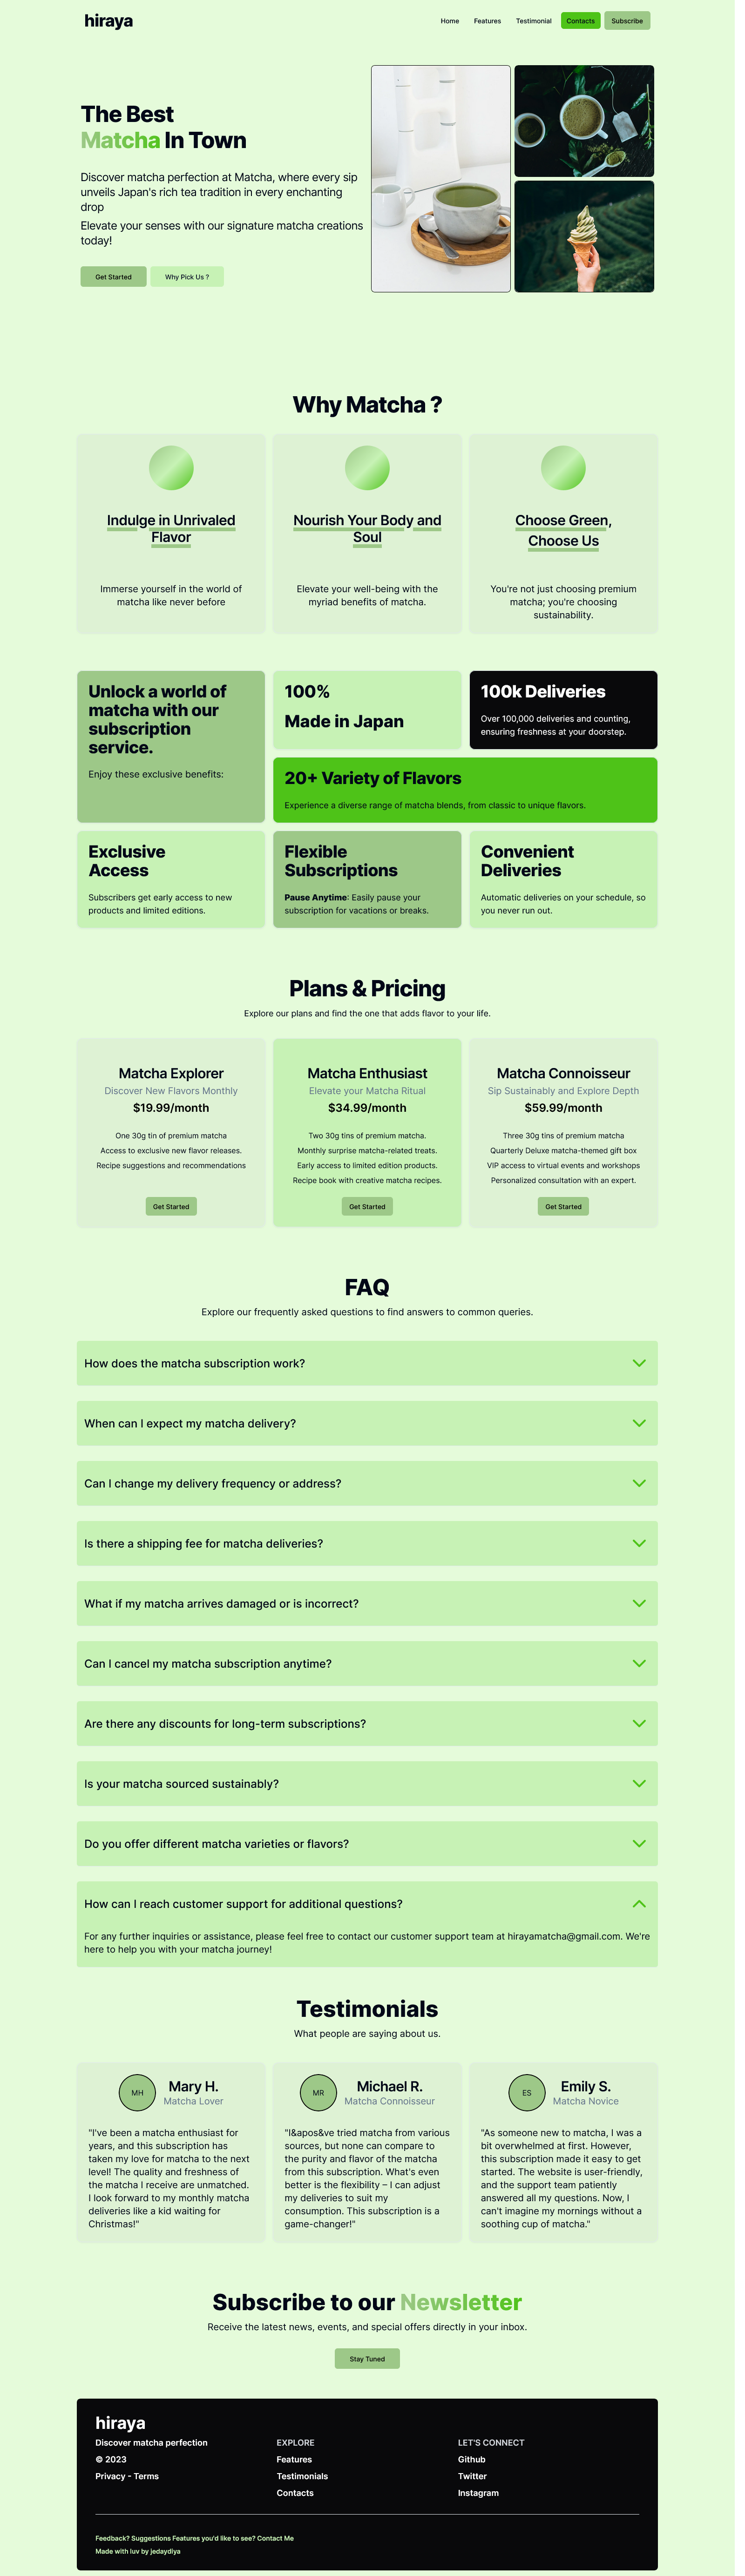 hiraya
Home
Features
Testimonial
Contacts
Subscribe
The Best
Matcha In Town
Discover matcha perfection at Matcha, where every sip
unveils Japan's rich tea tradition in every enchanting
drop
Elevate your senses with our signature matcha creations
today!
Get Started
Why Pick Us ?
Why Matcha ?
Indulge in Unrivaled
Flavor
Immerse yourself in the world of
matcha like never before
Nourish Your Body and
Soul
Elevate your well-being with the
myriad benefits of matcha.
Choose Green,
Choose Us
You're not just choosing premium
matcha; you're choosing
sustainability.
Unlock a world of
matcha with our
subscription
service.
Enjoy these exclusive benefits:
100%
Made in Japan
100k Deliveries
Over 100,000 deliveries and counting,
ensuring freshness at your doorstep.
20+ Variety of Flavors
Experience a diverse range of matcha blends, from classic to unique flavors.
Exclusive
Access
Subscribers get early access to new
products and limited editions.
Flexible
Subscriptions
Pause Anytime: Easily pause your
subscription for vacations or breaks.
Convenient
Deliveries
Automatic deliveries on your schedule, so
you never run out.
Plans & Pricing
Explore our plans and find the one that adds flavor to your life.
Matcha Explorer
Discover New Flavors Monthly
$19.99/month
One 30g tin of premium matcha
Access to exclusive new flavor releases.
Recipe suggestions and recommendations
Get Started
Matcha Enthusiast
Elevate your Matcha Ritual
$34.99/month
Two 30g tins of premium matcha.
Monthly surprise matcha-related treats.
Early access to limited edition products.
Recipe book with creative matcha recipes.
Get Started
Matcha Connoisseur
Sip Sustainably and Explore Depth
$59.99/month
Three 30g tins of premium matcha
Quarterly Deluxe matcha-themed gift box
VIP access to virtual events and workshops
Personalized consultation with an expert.
Get Started
FAQ
Explore our frequently asked questions to find answers to common queries.
How does the matcha subscription work?
When can I expect my matcha delivery?
Can I change my delivery frequency or address?
Is there a shipping fee for matcha deliveries?
What if my matcha arrives damaged or is incorrect?
Can I cancel my matcha subscription anytime?
Are there any discounts for long-term subscriptions?
Is your matcha sourced sustainably?
Do you offer different matcha varieties or flavors?
How can I reach customer support for additional questions?
For any further inquiries or assistance, please feel free to contact our customer support team at hirayamatcha@gmail.com. We're
here to help you with your matcha journey!
Testimonials
What people are saying about us.
MH
Mary H.
Matcha Lover
"I've been a matcha enthusiast for
years, and this subscription has
taken my love for matcha to the next
level! The quality and freshness of
the matcha I receive are unmatched.
I look forward to my monthly matcha
deliveries like a kid waiting for
Christmas!"
MR
Michael R.
Matcha Connoisseur
"I&apos&ve tried matcha from various
sources, but none can compare to
the purity and flavor of the matcha
from this subscription. What's even
better is the flexibility – I can adjust
my deliveries to suit my
consumption. This subscription is a
game-changer!"
ES
Emily S.
Matcha Novice
"As someone new to matcha, I was a
bit overwhelmed at first. However,
this subscription made it easy to get
started. The website is user-friendly,
and the support team patiently
answered all my questions. Now, I
can't imagine my mornings without a
soothing cup of matcha."
Subscribe to our Newsletter
Receive the latest news, events, and special offers directly in your inbox.
Stay Tuned
hiraya
Discover matcha perfection
© 2023
Privacy - Terms
EXPLORE
Features
Testimonials
Contacts
LET'S CONNECT
Github
Twitter
Instagram
Feedback? Suggestions Features you'd like to see? Contact Me
Made with luv by jedaydiya